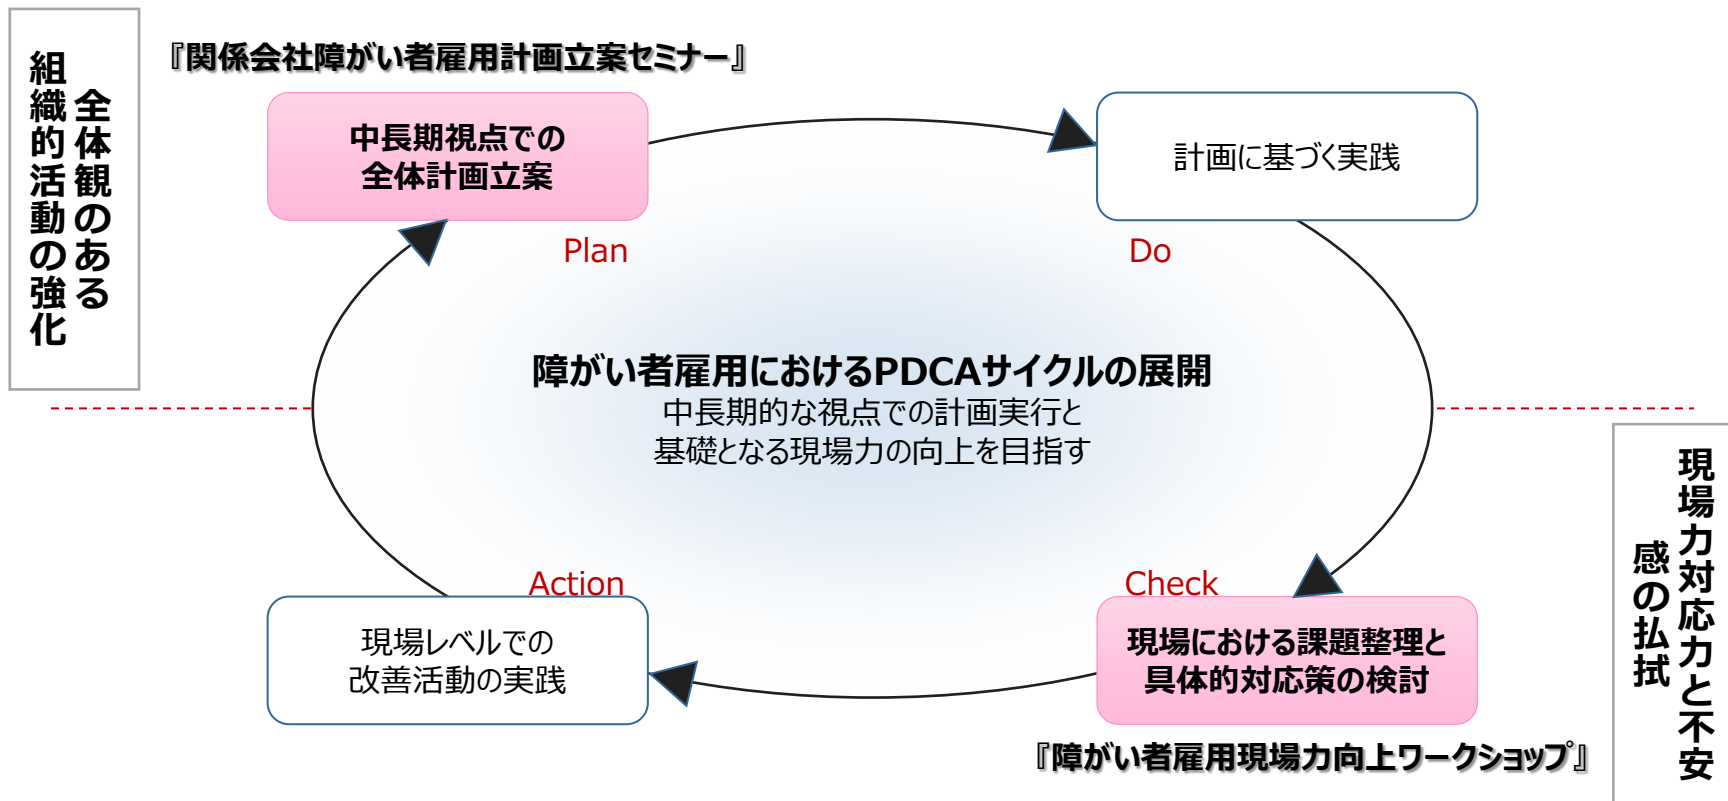 全体観のある
組織的活動の強化
『関係会社障がい者雇用計画立案セミナー』
中長期視点での
全体計画立案
計画に基づく実践
Plan
Do
障がい者雇用におけるPDCAサイクルの展開
中長期的な視点での計画実行と
基礎となる現場力の向上を目指す
Action
Check
現場レベルでの
改善活動の実践
現場における課題整理と
具体的対応策の検討
『障がい者雇用現場力向上ワークショップ』
現場力対応力と不安
感の払拭